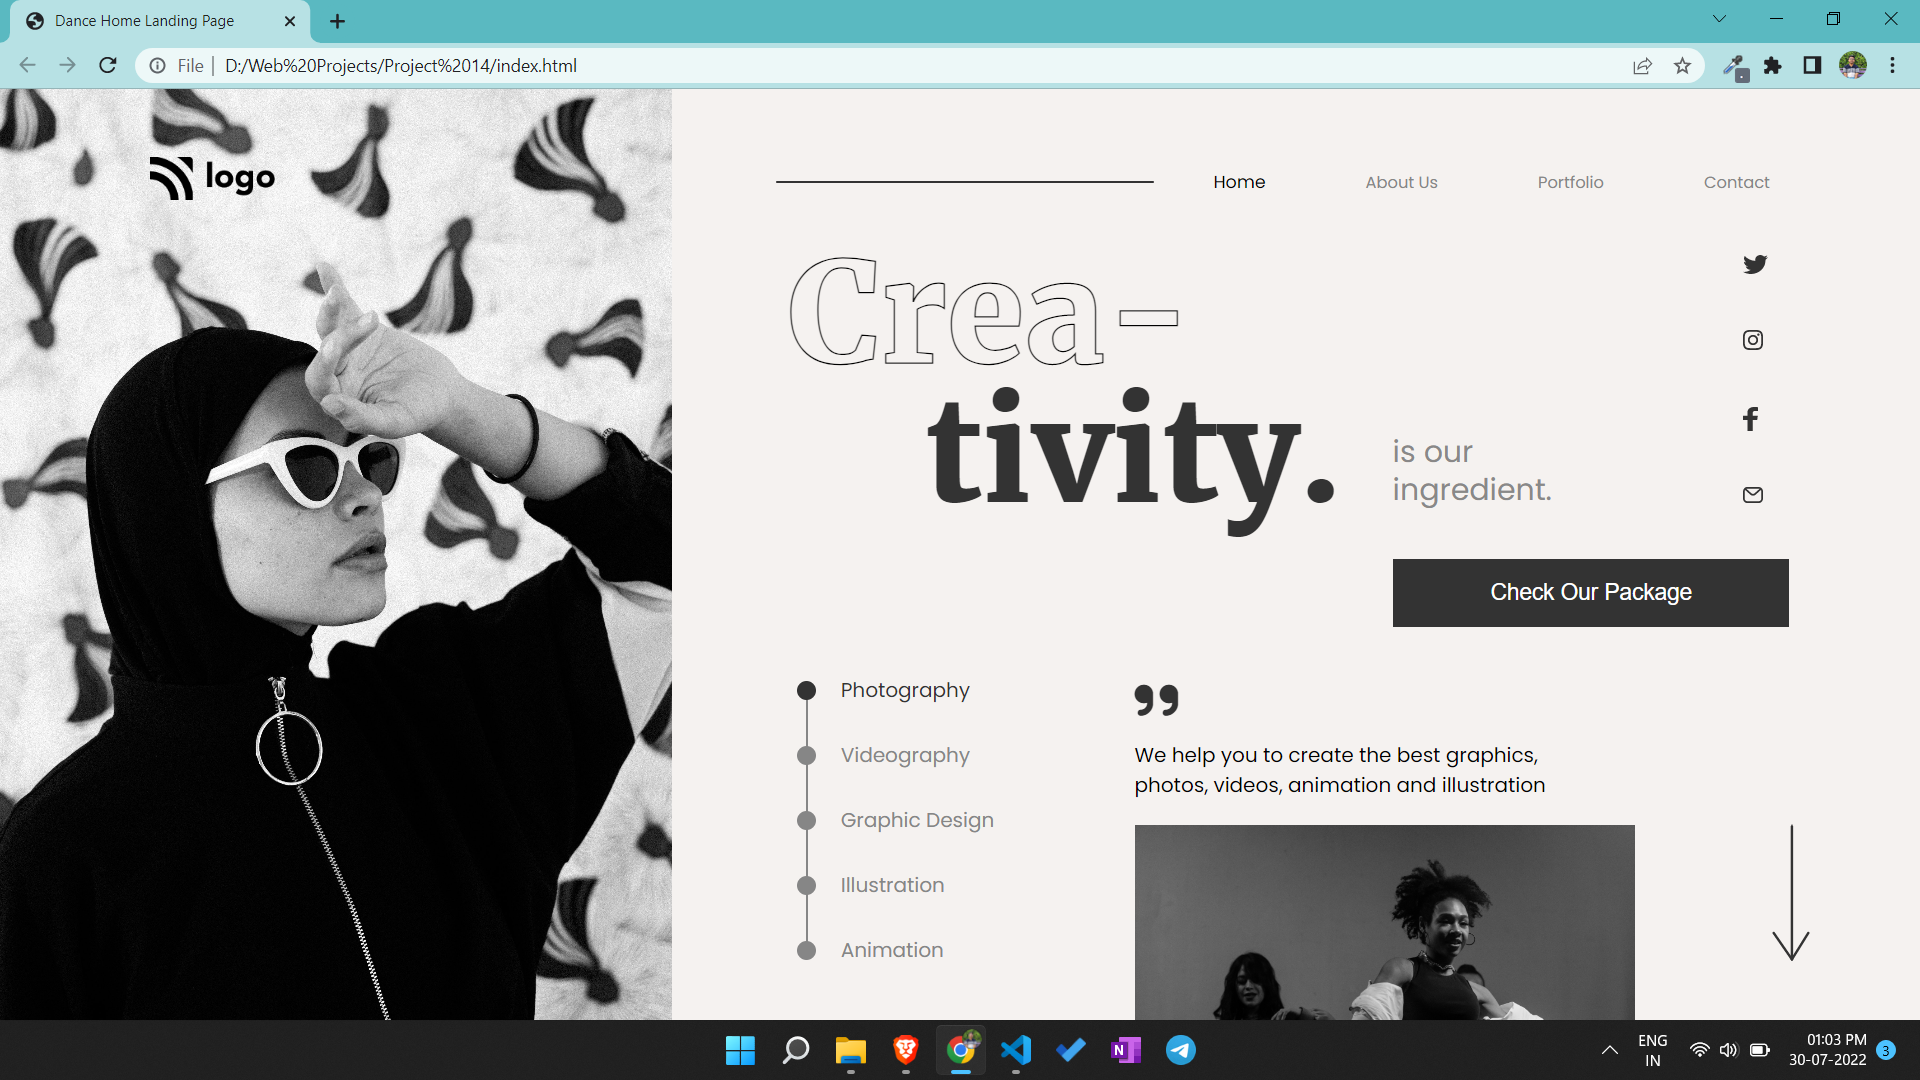 Dance Home Landing Page
File
D:/Web%20Projects/Project%2014/index.html
logo
Home
About Us
Portfolio
Contact
Crea-
tivity.
is our
ingredient.
Check Our Package
Photography
Videography
Graphic Design
Illustration
Animation
We help you to create the best graphics,
photos, videos, animation and illustration
N
ENG
IN
01:03 PM
30-07-2022
3